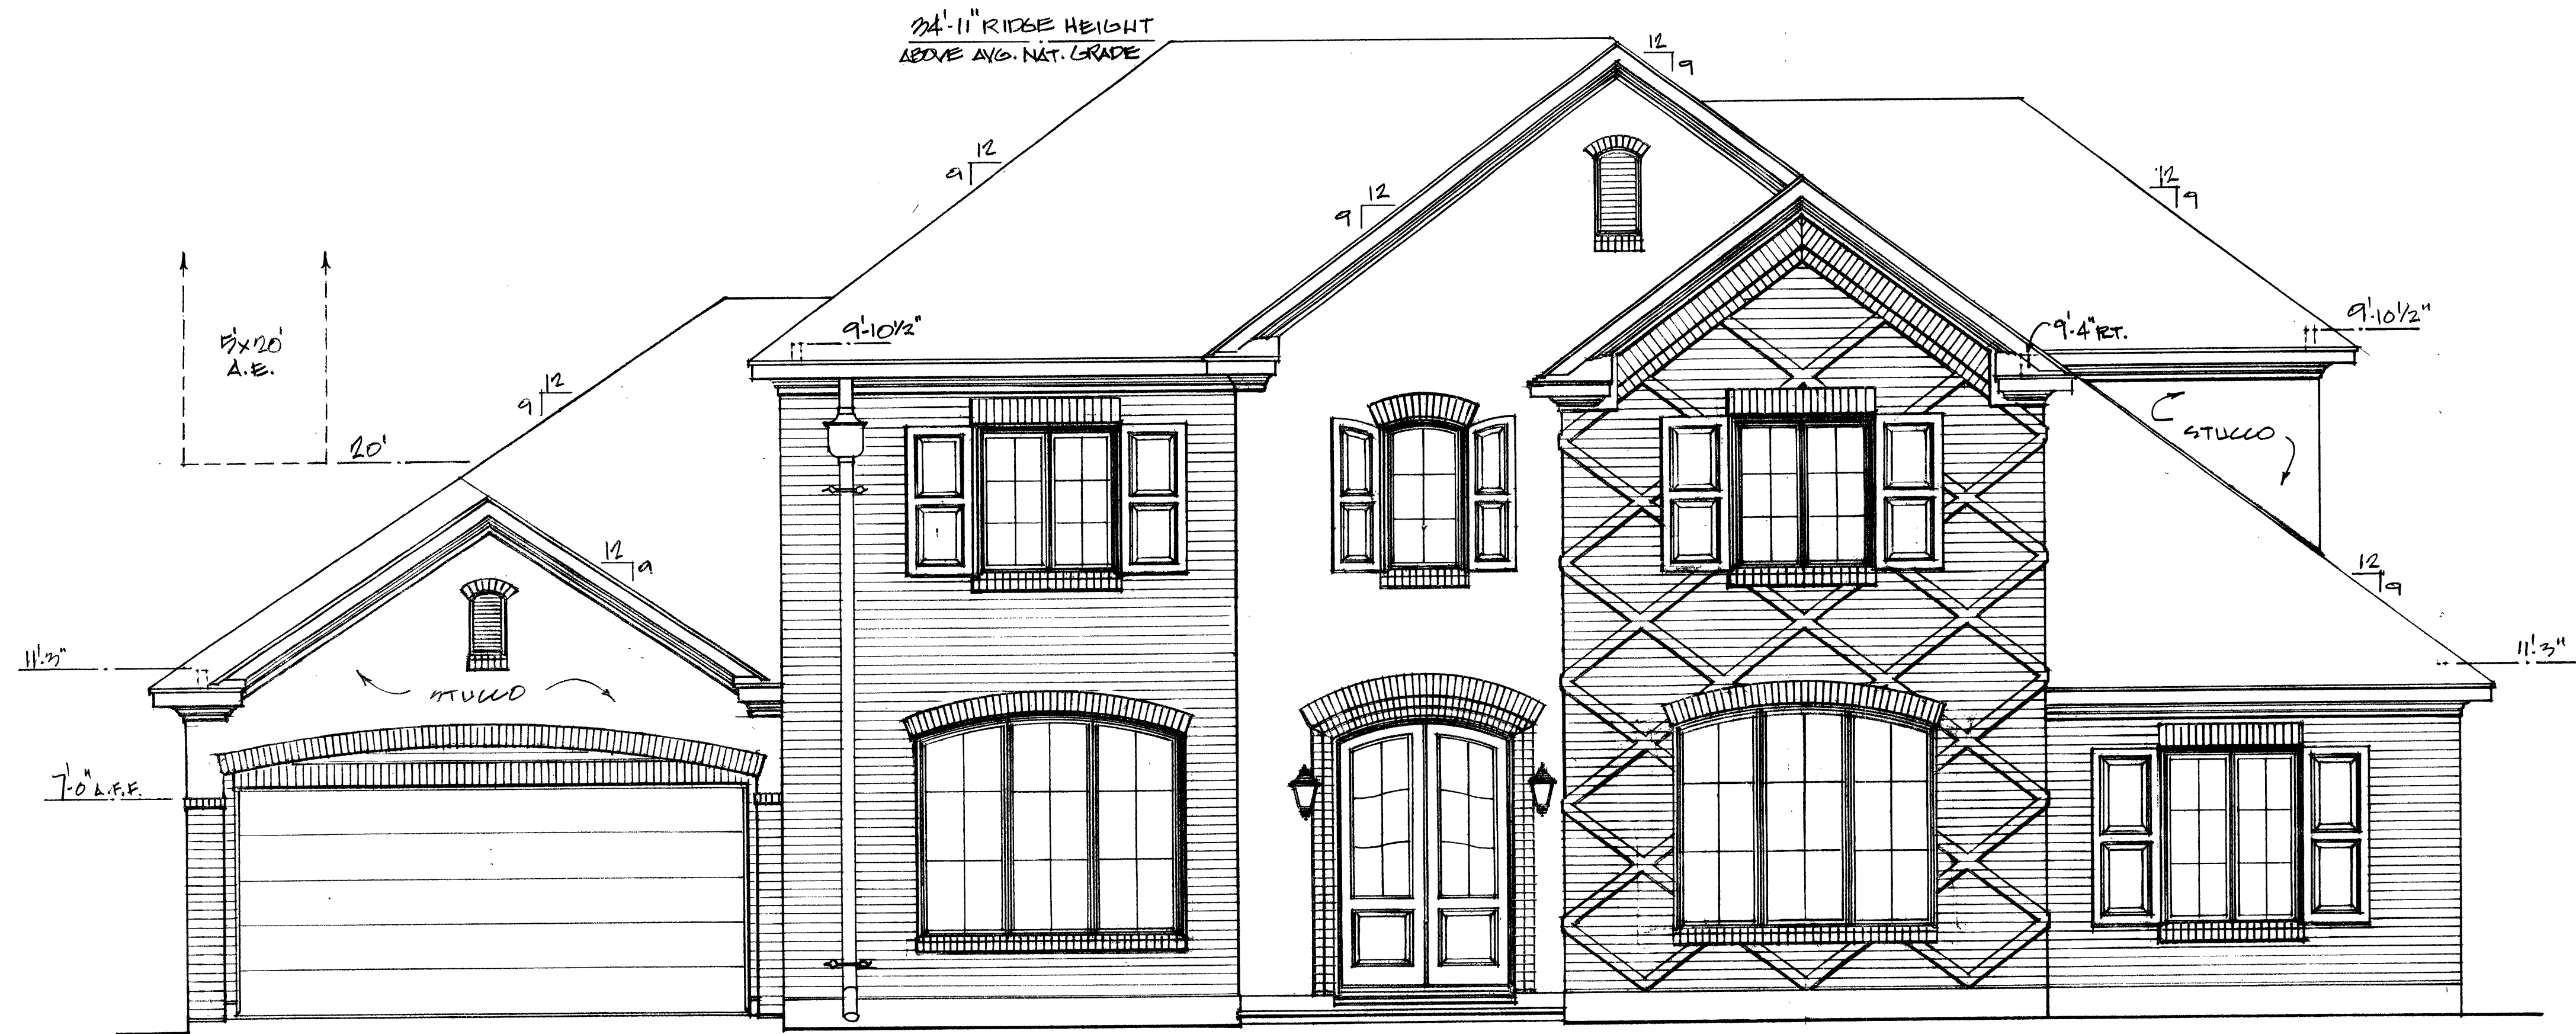 34'-11" RIDGE HEIGHT
ABOVE AVG. NAT. GRADE
12
9
12
9
12
9
12
9
5'x20'
A.E.
20'
9'-10 1/2"
9'-4" PT.
9'-10 1/2"
12
9
STUCCO
12
9
12
9
11'-3"
STUCCO
11'-3"
7'-0" A.F.F.